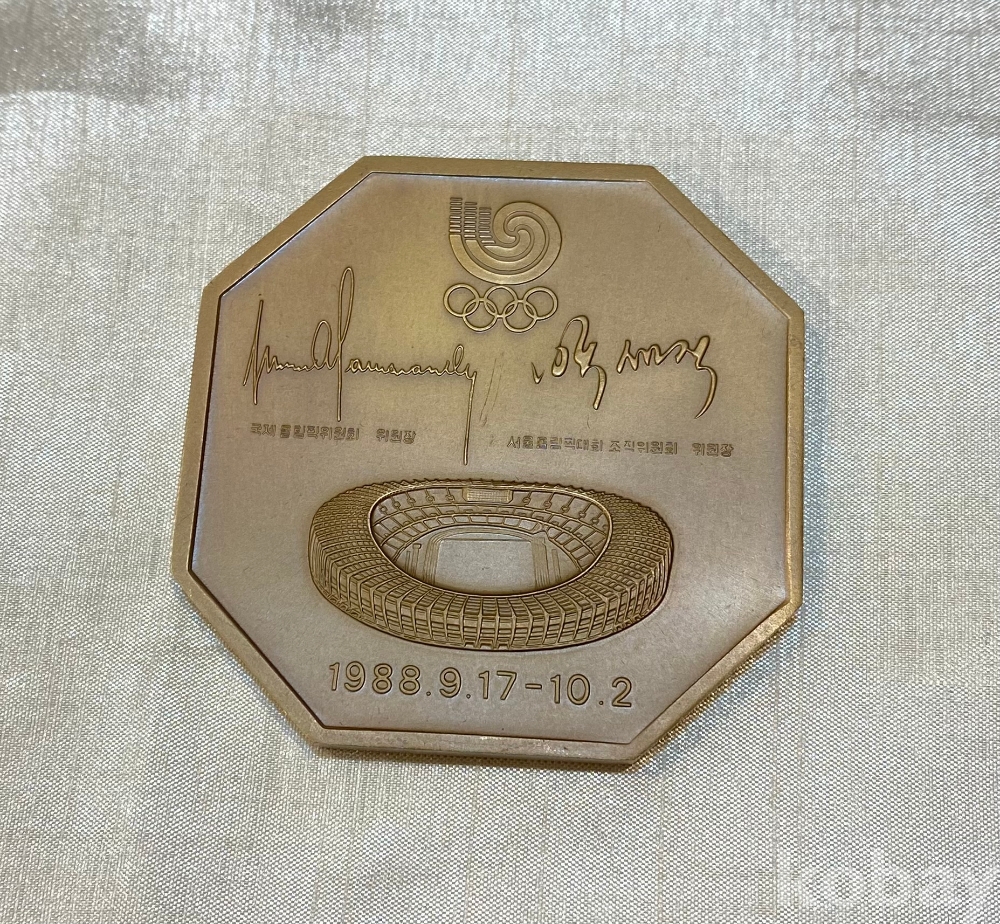 국제 올림픽위원회 위원장
서울올림픽대회 조직위원회 위원장
1988.9.17-10.2
kobay